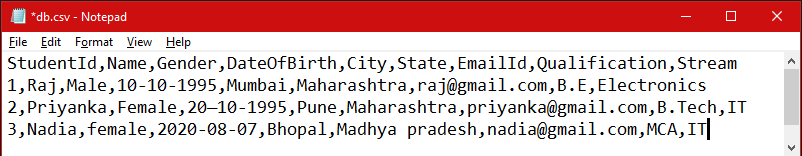 *db.csv - Notepad
File Edit Format View Help
StudentId,Name,Gender,DateOfBirth,City,State,EmailId,Qualification,Stream
1,Raj,Male,10-10-1995,Mumbai,Maharashtra,raj@gmail.com,B.E,Electronics
2,Priyanka,Female,20–10-1995,Pune,Maharashtra,priyanka@gmail.com,B.Tech,IT
3,Nadia,female,2020-08-07,Bhopal,Madhya pradesh,nadia@gmail.com,MCA,IT